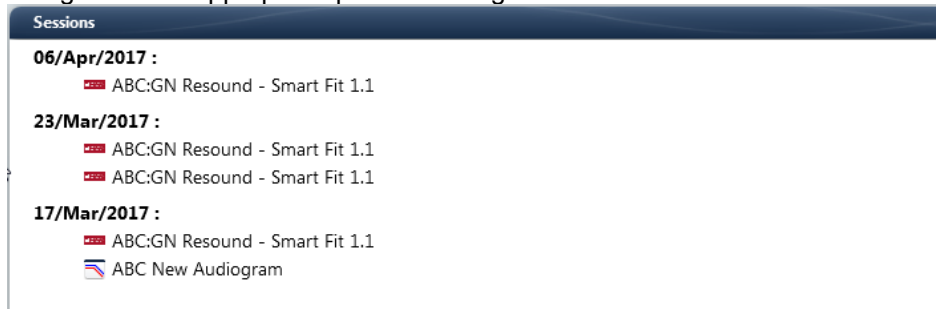 Sessions
06/Apr/2017 :
ABC:GN Resound - Smart Fit 1.1
23/Mar/2017 :
ABC:GN Resound - Smart Fit 1.1
ABC:GN Resound - Smart Fit 1.1
17/Mar/2017 :
ABC:GN Resound - Smart Fit 1.1
ABC New Audiogram